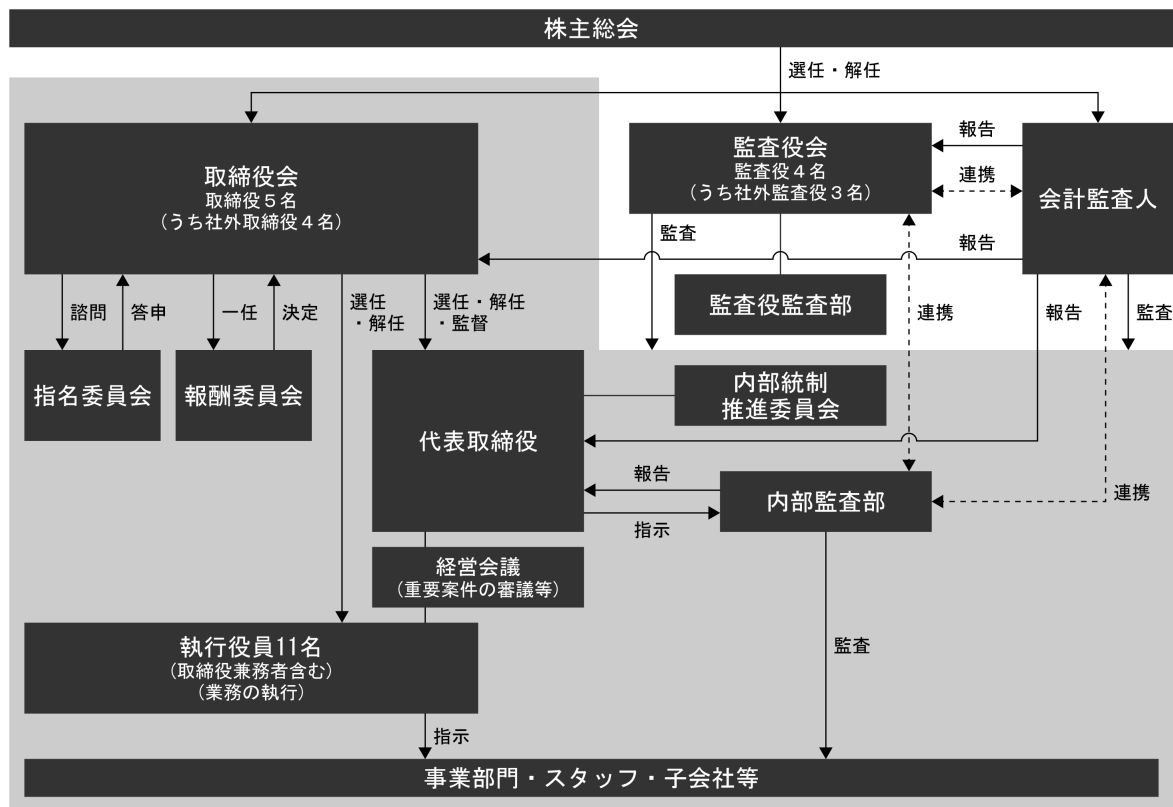 株主総会
選任・解任
取締役会
取締役5名
（うち社外取締役4名）
監査役会
監査役4名
（うち社外監査役3名）
報告
連携
会計監査人
監査
報告
諮問
答申
一任
決定
選任
・解任
選任・解任
・監督
監査役監査部
連携
報告
監査
指名委員会
報酬委員会
代表取締役
内部統制
推進委員会
報告
指示
内部監査部
連携
経営会議
（重要案件の審議等）
執行役員11名
（取締役兼務者含む）
（業務の執行）
監査
指示
事業部門・スタッフ・子会社等